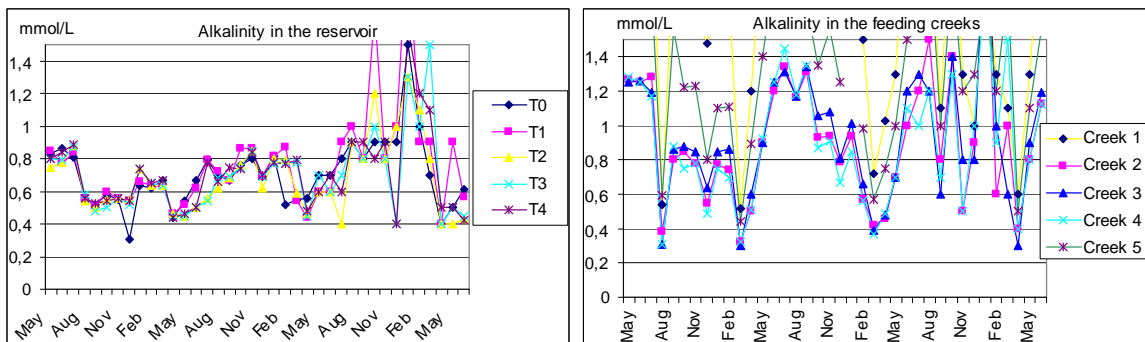 mmol/L
Alkalinity in the reservoir
1,4
1,2
1
0,8
0,6
0,4
0,2
0
May
Aug
Nov
Feb
May
Aug
Nov
Feb
May
Aug
Nov
Feb
May
T0
T1
T2
T3
T4
mmol/L
Alkalinity in the feeding creeks
1,4
1,2
1
0,8
0,6
0,4
0,2
0
May
Aug
Nov
Feb
May
Aug
Nov
Feb
May
Aug
Nov
Feb
May
Creek 1
Creek 2
Creek 3
Creek 4
Creek 5